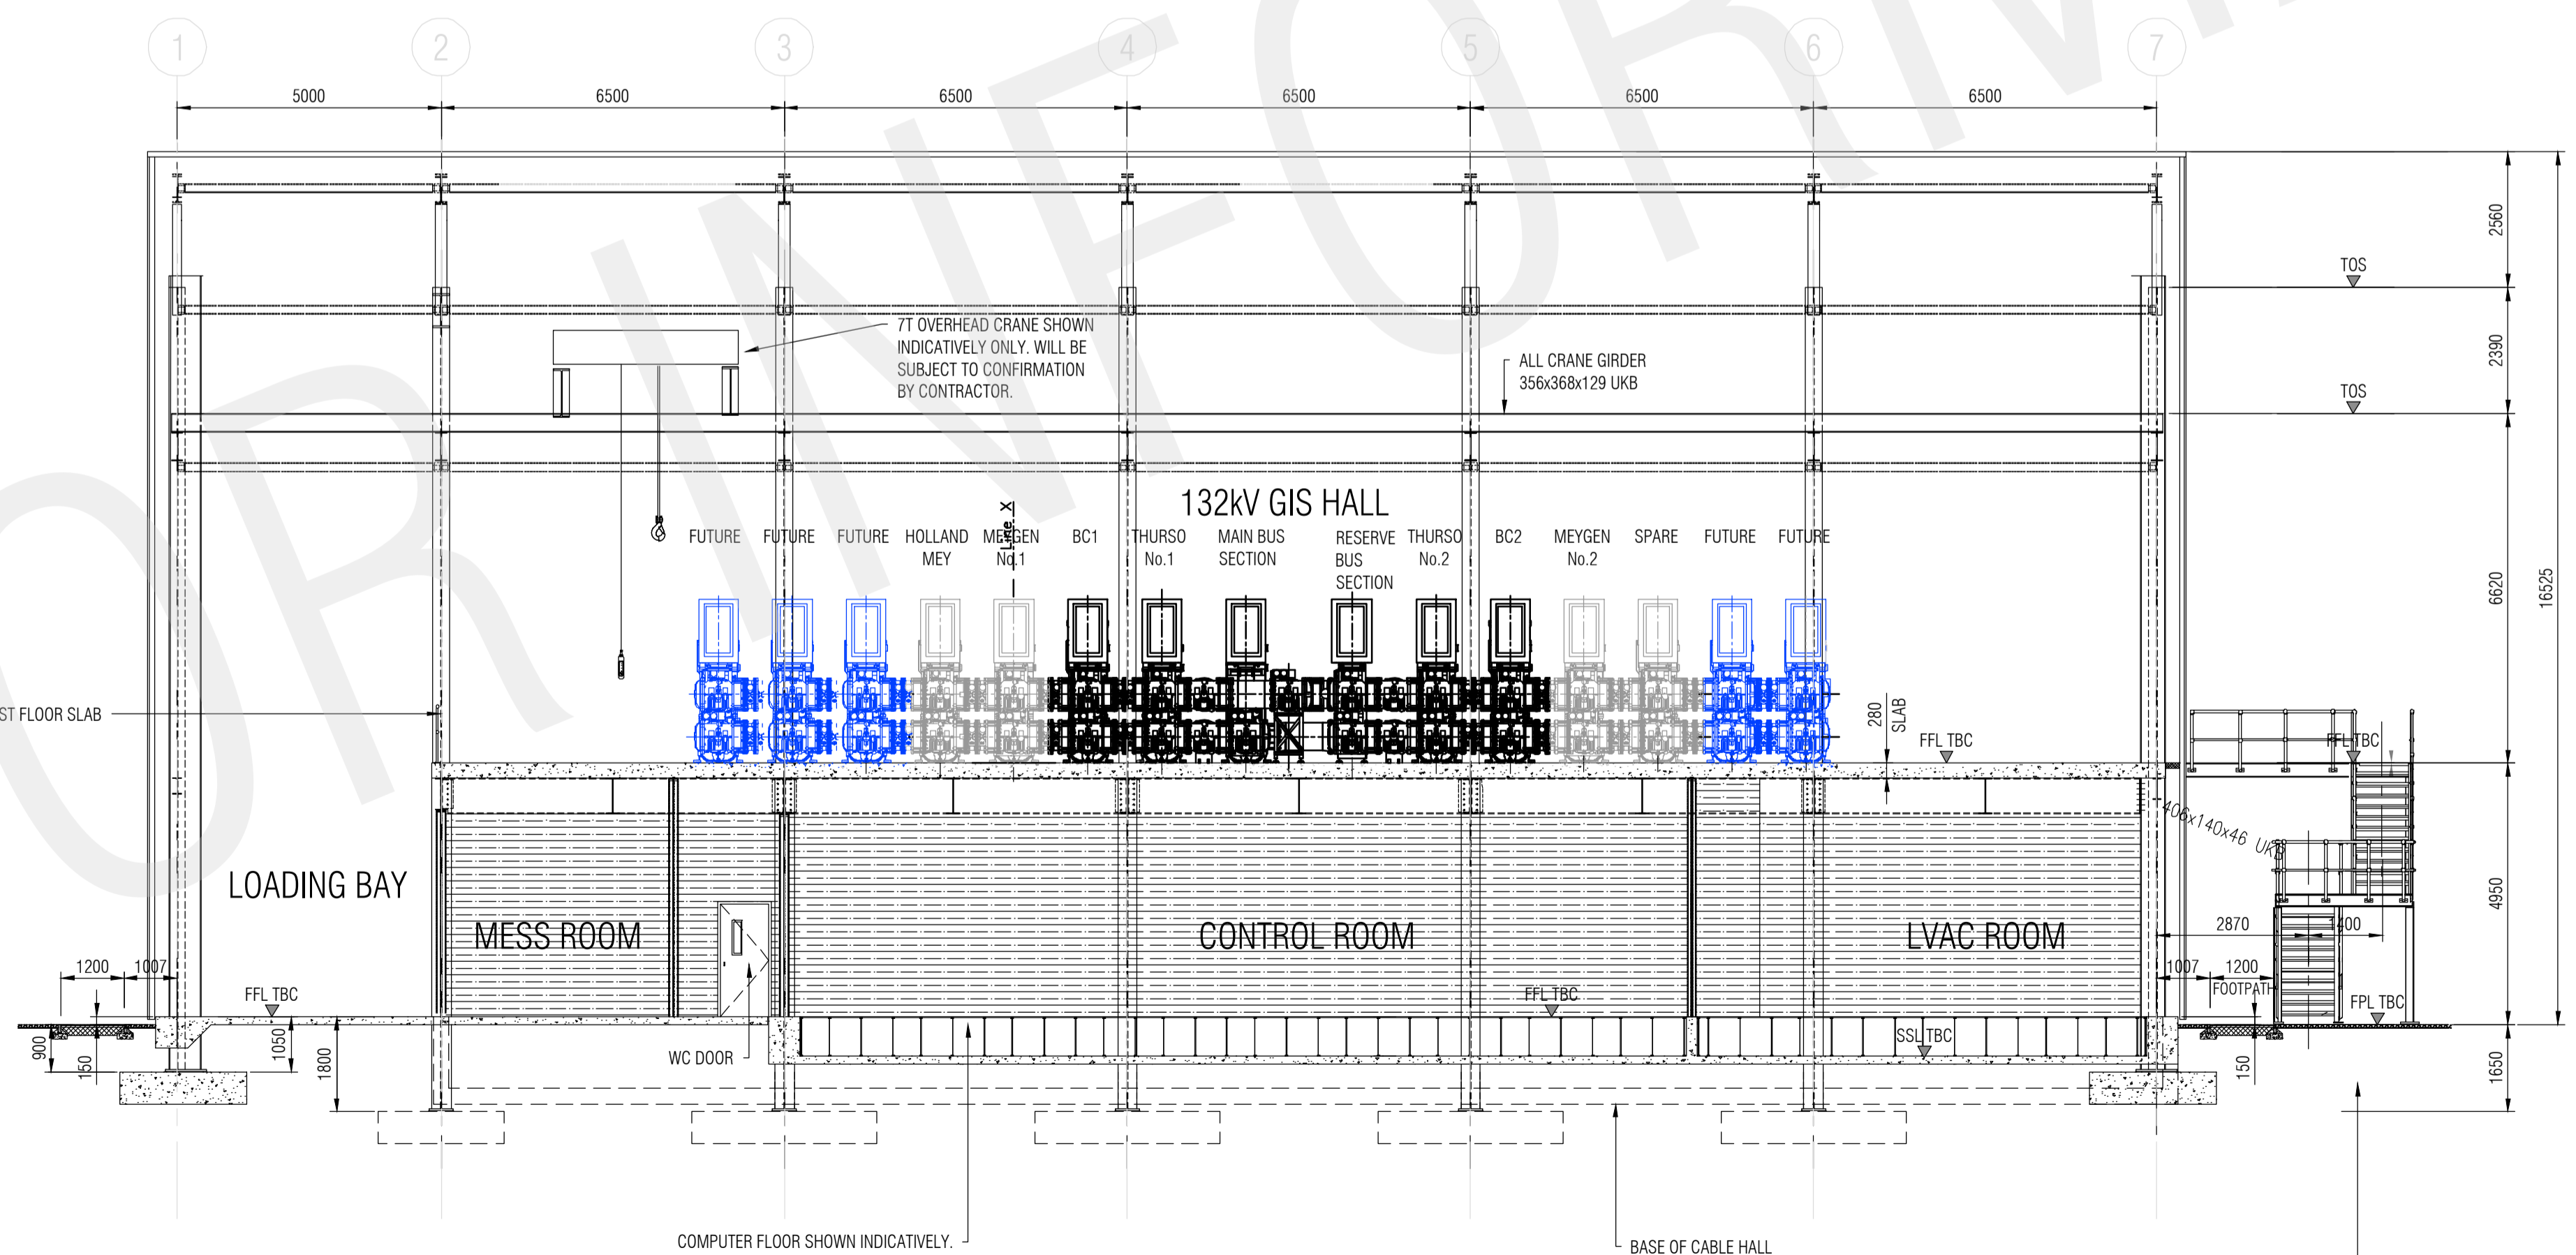 1 2 3 4 5 6 7
5000 6500 6500 6500 6500 6500
OR INFORM
2560
TOS
7T OVERHEAD CRANE SHOWN
INDICATIVELY ONLY. WILL BE
SUBJECT TO CONFIRMATION
BY CONTRACTOR.
ALL CRANE GIRDER
356x368x129 UKB
2390
TOS
132kV GIS HALL
Line X
FUTURE
FUTURE
FUTURE
HOLLAND
MEY
MEYGEN
No.1
BC1
THURSO
No.1
MAIN BUS
SECTION
RESERVE
BUS
SECTION
THURSO
No.2
BC2
MEYGEN
No.2
SPARE
FUTURE
FUTURE
6620
16525
ST FLOOR SLAB
280
SLAB
FFL TBC
FFL TBC
406x140x46 UKB
LOADING BAY
MESS ROOM
CONTROL ROOM
LVAC ROOM
4950
2870 1400
1200 1007
1007 1200
FOOTPATH
FFL TBC
FFL TBC
FPL TBC
SSL TBC
900
150
1050
1800
WC DOOR
150
1650
COMPUTER FLOOR SHOWN INDICATIVELY.
BASE OF CABLE HALL